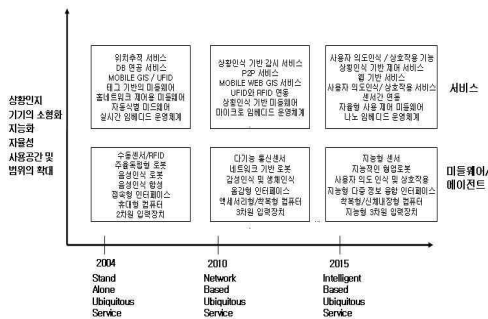 상황인지
기기의 소형화
지능화
자율성
사용공간 및
범위의 확대
위치추적 서비스
DB 연공 서비스
MOBILE GIS / UFID
태그 기반의 미들웨어
홈네트워크 제어용 미들웨어
자동식별 미드웨어
실시간 임베디드 운영체계
상황인식 기반 감시 서비스
P2P 서비스
MOBILE WEB GIS 서비스
UFID와 RFID 연동
상황인식 기반 미들웨어
마이크로 임베디드 운영체계
사용자 의도인식 / 상호작용 기능
상황인식 기반 제어 서비스
웹 기반 서비스
사용자 의도인식/ 상호작용 서비스
센서간 연동
자율형 사용 제어 미들웨어
나노 임베디드 운영체계
서비스
수동센서/RFID
음성인식 로봇
음성인식 합성
접촉형 인터페이스
휴대형 컴퓨터
2차원 입력장치
다기능 통신센서
네트워크 기반 로봇
감성인식 및 생체인식
오감형 인터페이스
액세서리형/착용형 컴퓨터
3차원 입력장치
지능형 센서
지능적인 협업로봇
사용자 의도 인식 및 상호작용
지능형 다중 정보 융합 인터페이스
착용형/신체내장형 컴퓨터
지능형 3차원 입력장치
미들웨어/
에이전트
2004
Stand
Alone
Ubiquitous
Service
2010
Network
Based
Ubiquitous
Service
2015
Intelligent
Based
Ubiquitous
Service